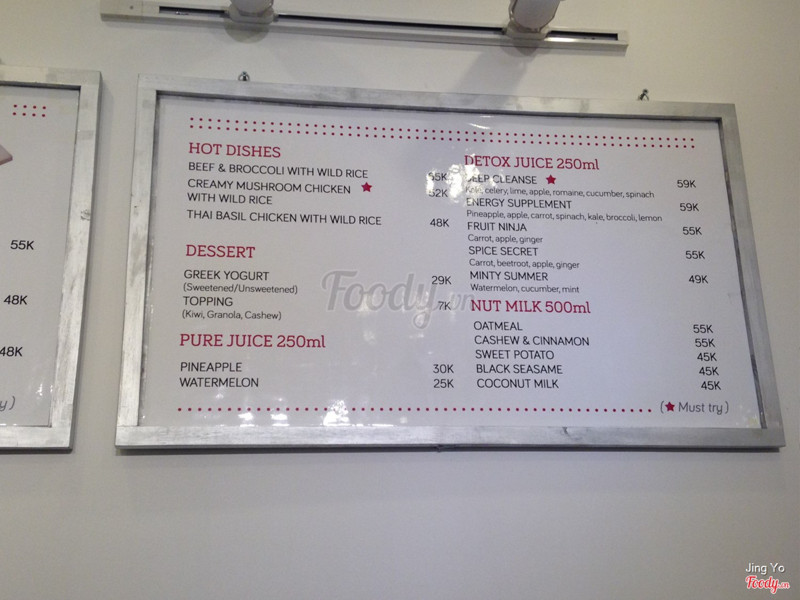 HOT DISHES
BEEF & BROCCOLI WITH WILD RICE 55K
CREAMY MUSHROOM CHICKEN ★ 52K
WITH WILD RICE
THAI BASIL CHICKEN WITH WILD RICE 48K
DESSERT
GREEK YOGURT 29K
(Sweetened/Unsweetened)
TOPPING 7K
(Kiwi, Granola, Cashew)
PURE JUICE 250ml
PINEAPPLE 30K
WATERMELON 25K
DETOX JUICE 250ml
DEEP CLEANSE ★ 59K
Kale, celery, lime, apple, romaine, cucumber, spinach
ENERGY SUPPLEMENT 59K
Pineapple, apple, carrot, spinach, kale, broccoli, lemon
FRUIT NINJA 55K
Carrot, apple, ginger
SPICE SECRET 55K
Carrot, beetroot, apple, ginger
MINTY SUMMER 49K
Watermelon, cucumber, mint
NUT MILK 500ml
OATMEAL 55K
CASHEW & CINNAMON 55K
SWEET POTATO 45K
BLACK SEASAME 45K
COCONUT MILK 45K
(★ Must try)
55K
48K
48K
y)
Foody.vn
Jing Yo
Foody.vn